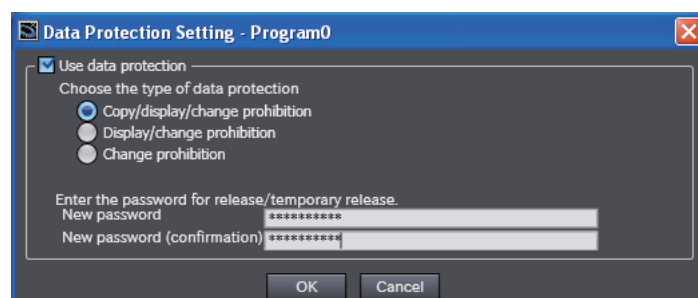 Data Protection Setting - Program0
Use data protection
Choose the type of data protection
Copy/display/change prohibition
Display/change prohibition
Change prohibition
Enter the password for release/temporary release.
New password **********
New password (confirmation) **********
OK Cancel